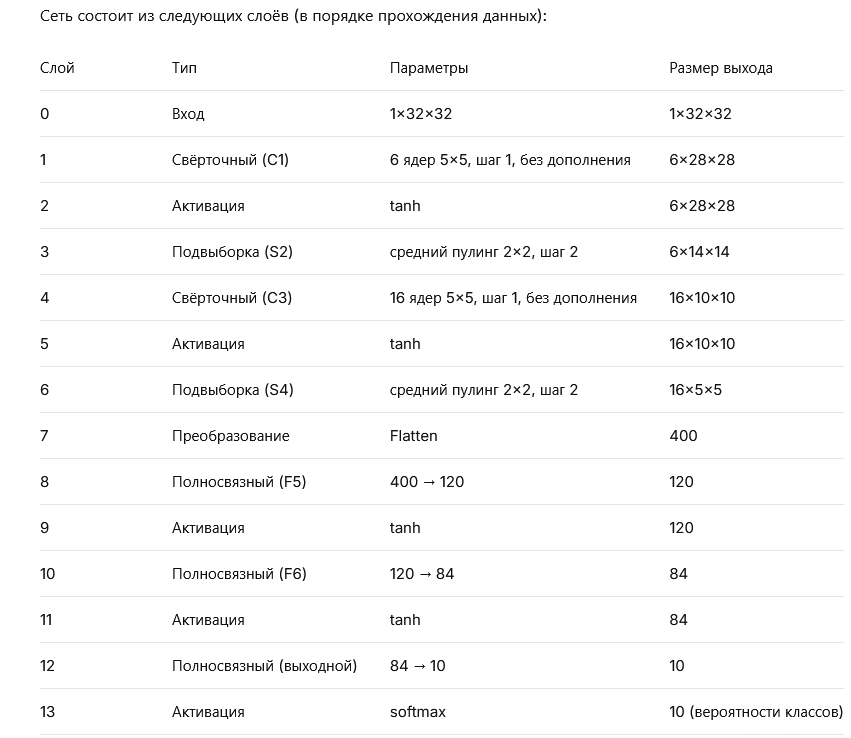 Сеть состоит из следующих слоёв (в порядке прохождения данных):
Слой Тип Параметры Размер выхода
0 Вход 1×32×32 1×32×32
1 Свёрточный (C1) 6 ядер 5×5, шаг 1, без дополнения 6×28×28
2 Активация tanh 6×28×28
3 Подвыборка (S2) средний пулинг 2×2, шаг 2 6×14×14
4 Свёрточный (C3) 16 ядер 5×5, шаг 1, без дополнения 16×10×10
5 Активация tanh 16×10×10
6 Подвыборка (S4) средний пулинг 2×2, шаг 2 16×5×5
7 Преобразование Flatten 400
8 Полносвязный (F5) 400 → 120 120
9 Активация tanh 120
10 Полносвязный (F6) 120 → 84 84
11 Активация tanh 84
12 Полносвязный (выходной) 84 → 10 10
13 Активация softmax 10 (вероятности классов)